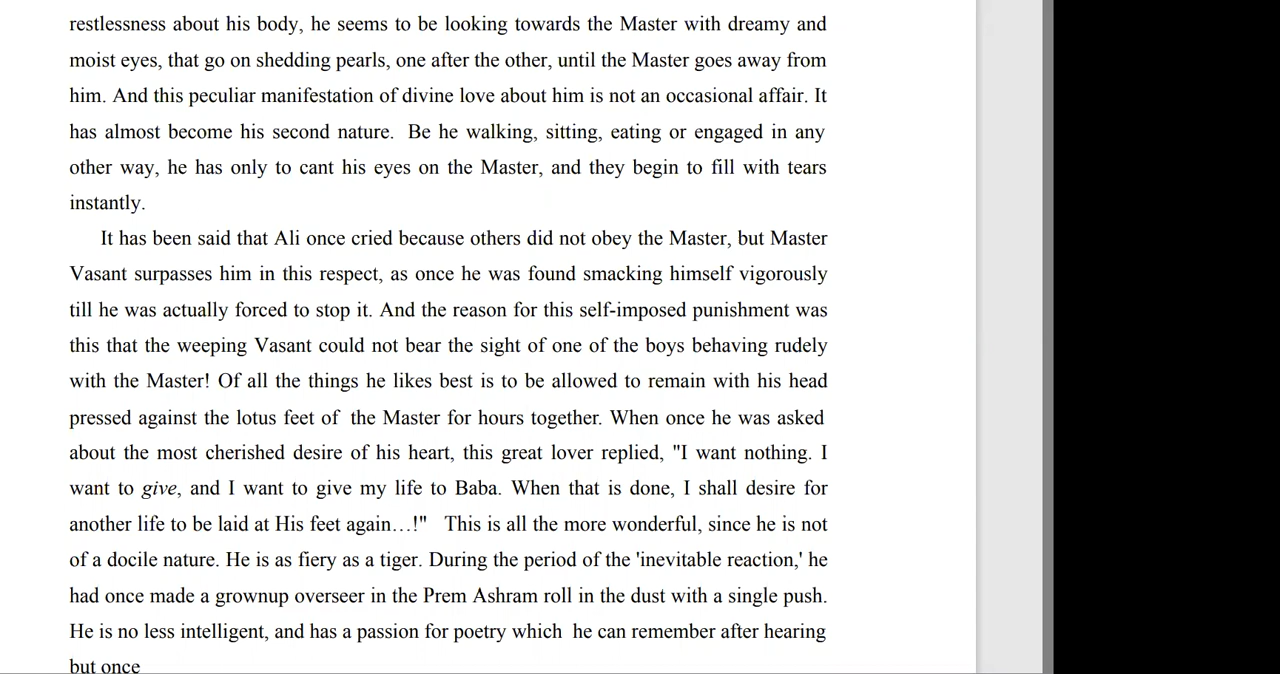 restlessness about his body, he seems to be looking towards the Master with dreamy and
moist eyes, that go on shedding pearls, one after the other, until the Master goes away from
him. And this peculiar manifestation of divine love about him is not an occasional affair. It
has almost become his second nature.  Be he walking, sitting, eating or engaged in any
other way, he has only to cant his eyes on the Master, and they begin to fill with tears
instantly.
It has been said that Ali once cried because others did not obey the Master, but Master
Vasant surpasses him in this respect, as once he was found smacking himself vigorously
till he was actually forced to stop it. And the reason for this self-imposed punishment was
this that the weeping Vasant could not bear the sight of one of the boys behaving rudely
with the Master! Of all the things he likes best is to be allowed to remain with his head
pressed against the lotus feet of  the Master for hours together. When once he was asked
about the most cherished desire of his heart, this great lover replied, "I want nothing. I
want to give, and I want to give my life to Baba. When that is done, I shall desire for
another life to be laid at His feet again…!"   This is all the more wonderful, since he is not
of a docile nature. He is as fiery as a tiger. During the period of the 'inevitable reaction,' he
had once made a grownup overseer in the Prem Ashram roll in the dust with a single push.
He is no less intelligent, and has a passion for poetry which  he can remember after hearing
but once